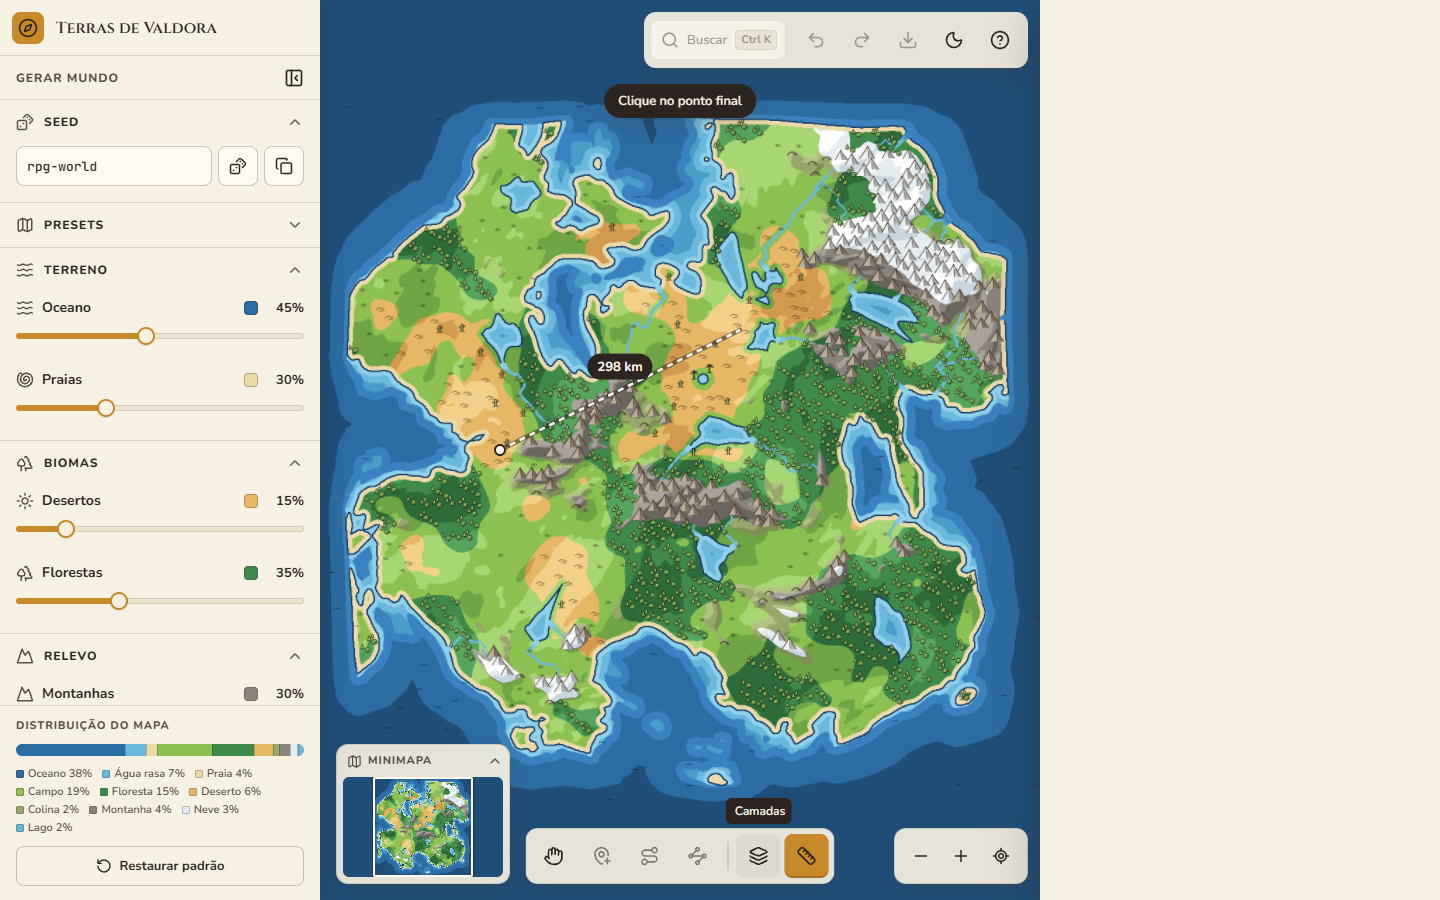 Terras de Valdora
GERAR MUNDO
SEED
rpg-world
PRESETS
TERRENO
Oceano 45%
Praias 30%
BIOMAS
Desertos 15%
Florestas 35%
RELEVO
Montanhas 30%
DISTRIBUIÇÃO DO MAPA
Oceano 38% Água rasa 7% Praia 4%
Campo 19% Floresta 15% Deserto 6%
Colina 2% Montanha 4% Neve 3%
Lago 2%
Restaurar padrão
Buscar Ctrl K
Clique no ponto final
298 km
MINIMAPA
Camadas